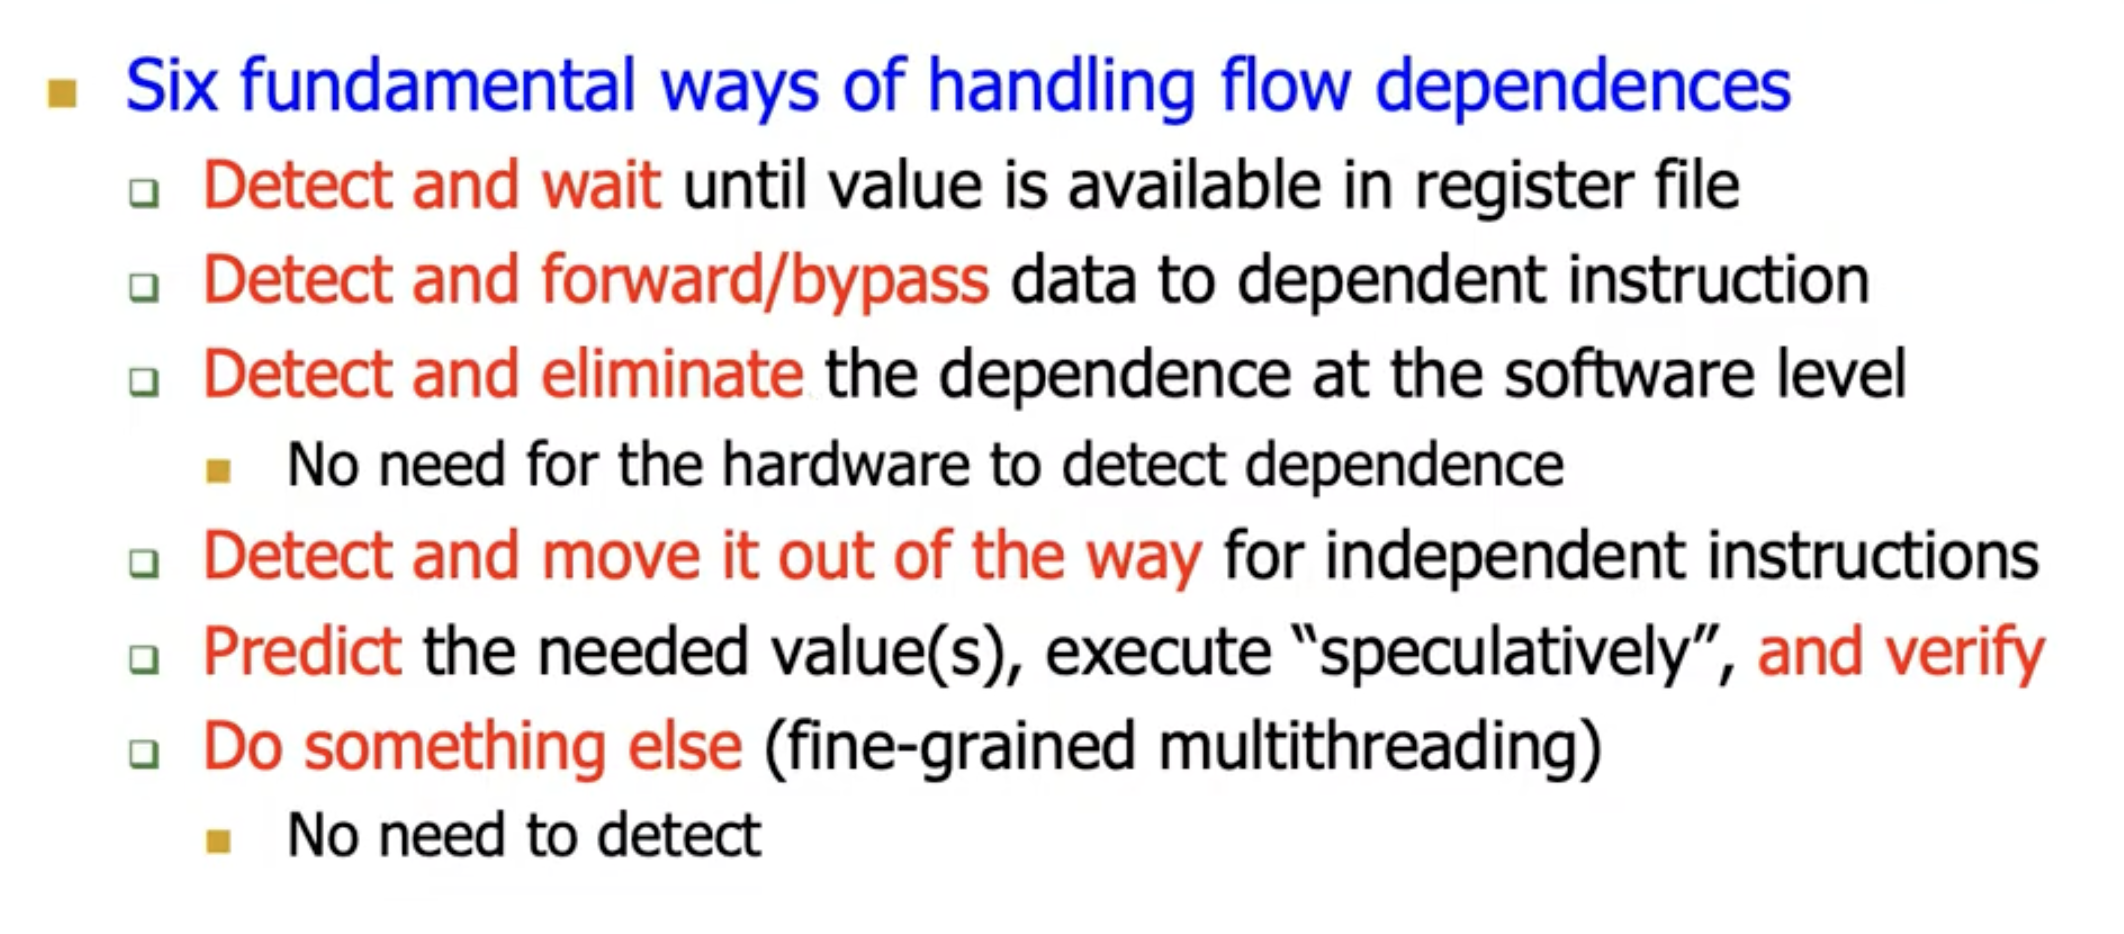 Six fundamental ways of handling flow dependences
Detect and wait until value is available in register file
Detect and forward/bypass data to dependent instruction
Detect and eliminate the dependence at the software level
No need for the hardware to detect dependence
Detect and move it out of the way for independent instructions
Predict the needed value(s), execute “speculatively”, and verify
Do something else (fine-grained multithreading)
No need to detect